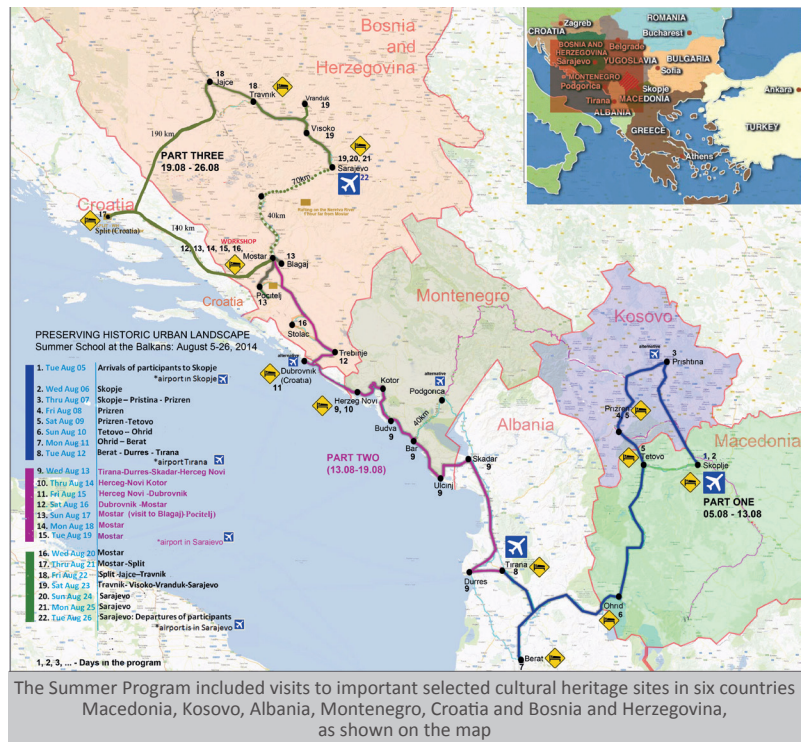 Bosnia
and
Herzegovina
Zagreb
CROATIA
ROMANIA
Bucharest
BOSNIA AND
HERZEGOVINA
Belgrade
Sarajevo
YUGOSLAVIA
BULGARIA
Sofia
MONTENEGRO
Podgorica
Skopje
MACEDONIA
Tirana
ALBANIA
Ankara
GREECE
TURKEY
Athens
18
Jajce
18
Travnik
Vranduk
19
Visoko
19
190 km
PART THREE
19.08 - 26.08
19,20, 21
Sarajevo
22
70km
Croatia
17
Split (Croatia)
40km
140 km
WORKSHOP
12, 13, 14, 15, 16,
Mostar
13
Blagaj
Pocitelj
13
Croatia
16
Stolac
Trebinje
12
alternative
Dubrovnik
(Croatia)
11
Montenegro
Kotor
Herzeg Novi
9, 10
alternative
Podgorica
40km
Budva
9
Bar
9
Ulcinj
9
Skadar
9
PART TWO
(13.08-19.08)
Albania
Kosovo
alternative
3
Prishtina
Prizren
4, 5
Macedonia
5
Tetovo
1, 2
Skoplje
PART ONE
05.08 - 13.08
Tirana
8
Durres
9
Ohrid
6
Berat
7
PRESERVING HISTORIC URBAN LANDSCAPE
Summer School at the Balkans: August 5-26, 2014
1. Tue Aug 05 Arrivals of participants to Skopje
*airport in Skopje
2. Wed Aug 06 Skopje
3. Thru Aug 07 Skopje – Pristina - Prizren
4. Fri Aug 08 Prizren
5. Sat Aug 09 Prizren -Tetovo
6. Sun Aug 10 Tetovo – Ohrid
7. Mon Aug 11 Ohrid – Berat
8. Tue Aug 12 Berat - Durres - Tirana
*airport Tirana
9. Wed Aug 13 Tirana-Durres-Skadar-Herceg Novi
10. Thru Aug 14 Herceg-Novi Kotor
11. Fri Aug 15 Herceg Novi -Dubrovnik
12. Sat Aug 16 Dubrovnik -Mostar
13. Sun Aug 17 Mostar (visit to Blagaj)-Pocitelj)
14. Mon Aug 18 Mostar
15. Tue Aug 19 Mostar
*airport in Sarajevo
16. Wed Aug 20 Mostar
17. Thru Aug 21 Mostar-Split
18. Fri Aug 22 Split -Jajce-Travnik
19. Sat Aug 23 Travnik- Visoko-Vranduk-Sarajevo
20. Sun Aug 24 Sarajevo
Mon Aug 25 Sarajevo
21. Tue Aug 26 Sarajevo: Departures of participants
*airport is in Sarajevo
1, 2, 3, ... - Days in the program
The Summer Program included visits to important selected cultural heritage sites in six countries
Macedonia, Kosovo, Albania, Montenegro, Croatia and Bosnia and Herzegovina,
as shown on the map